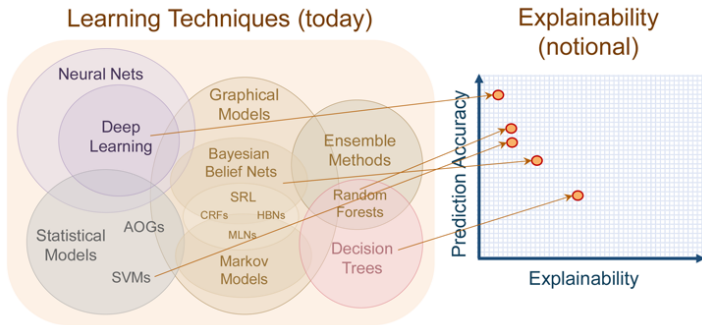 Learning Techniques (today)
Explainability
(notional)
Neural Nets
Graphical
Models
Deep
Learning
Ensemble
Methods
Bayesian
Belief Nets
SRL
CRFs
HBNs
MLNs
Random
Forests
AOGs
Statistical
Models
SVMs
Markov
Models
Decision
Trees
Prediction Accuracy
Explainability